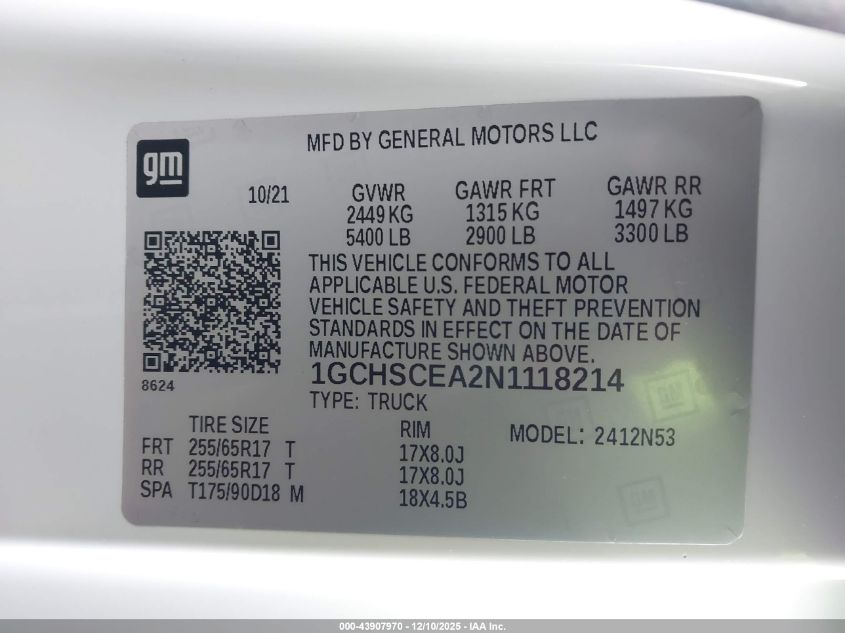 MFD BY GENERAL MOTORS LLC
gm
10/21
GVWR GAWR FRT GAWR RR
2449 KG 1315 KG 1497 KG
5400 LB 2900 LB 3300 LB
THIS VEHICLE CONFORMS TO ALL
APPLICABLE U.S. FEDERAL MOTOR
VEHICLE SAFETY AND THEFT PREVENTION
STANDARDS IN EFFECT ON THE DATE OF
MANUFACTURE SHOWN ABOVE.
8624
1GCHSCEA2N1118214
TYPE: TRUCK
TIRE SIZE RIM MODEL: 2412N53
FRT 255/65R17 T 17X8.0J
RR 255/65R17 T 17X8.0J
SPA T175/90D18 M 18X4.5B
GM
GM
000-43907970 - 12/10/2025 - IAA Inc.